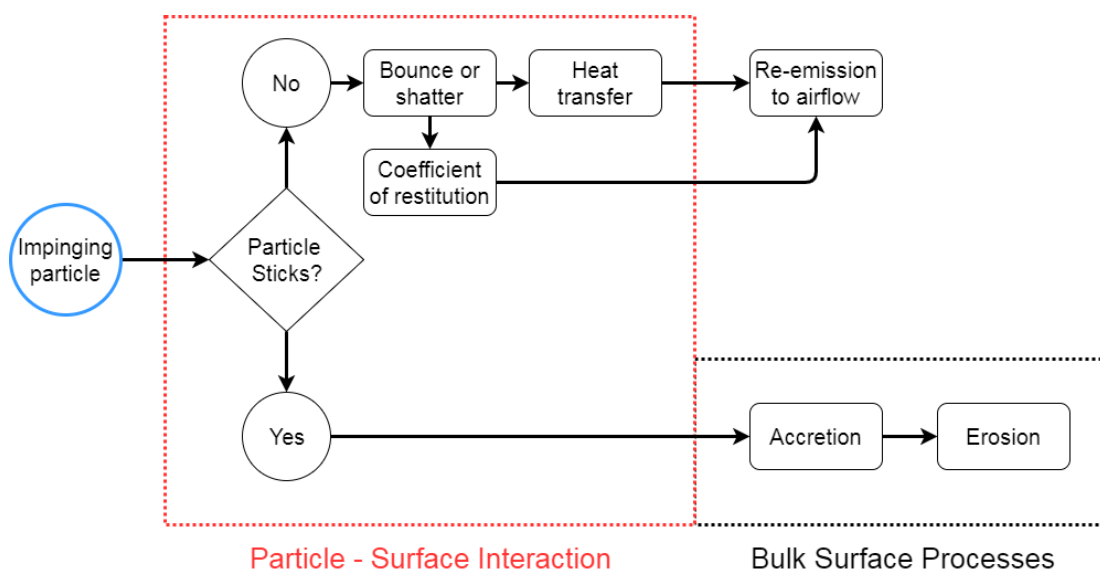 No
Bounce or
shatter
Heat
transfer
Re-emission
to airflow
Coefficient
of restitution
Impinging
particle
Particle
Sticks?
Yes
Accretion
Erosion
Particle - Surface Interaction
Bulk Surface Processes